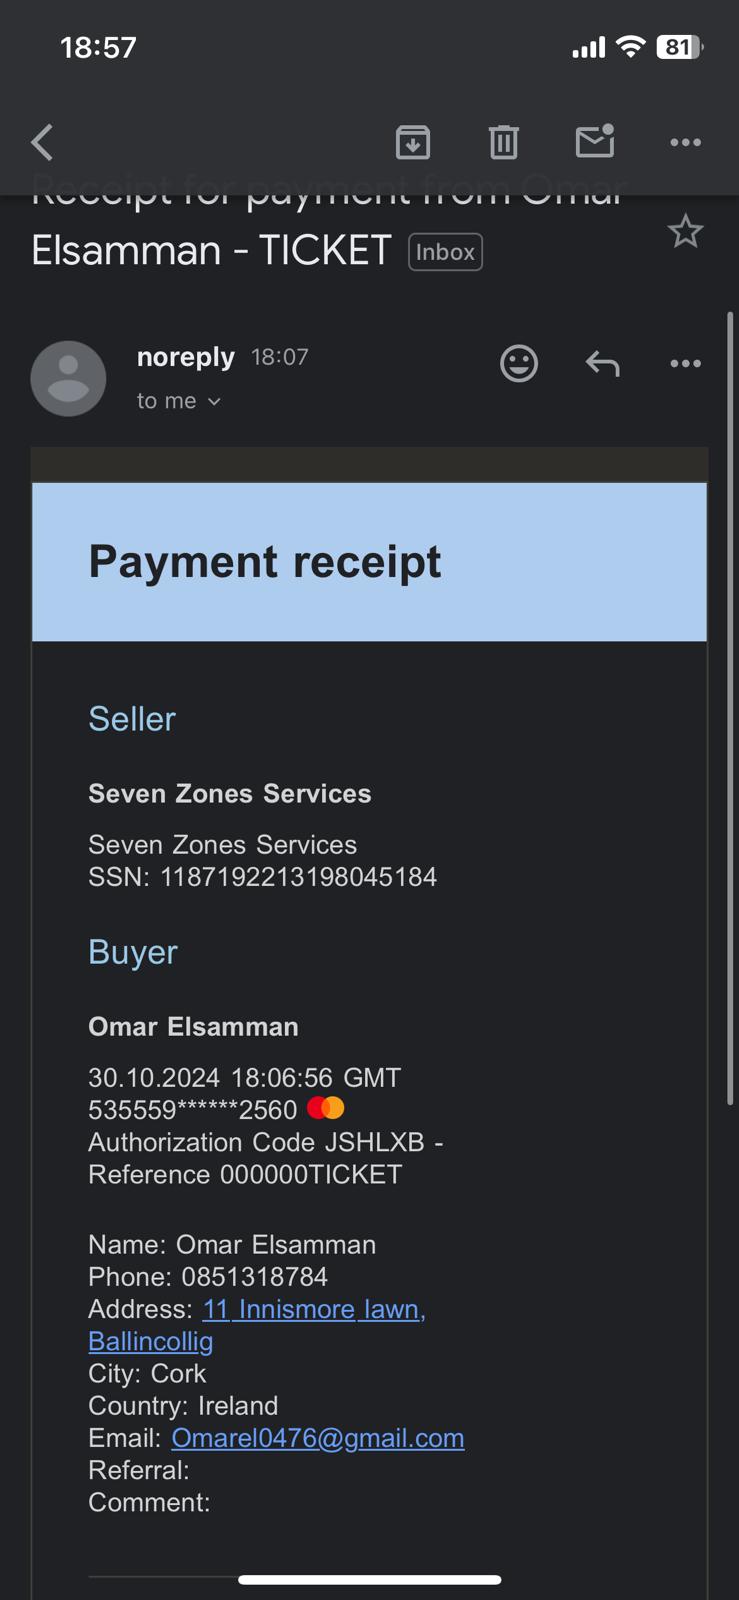 18:57
81
Receipt for payment from Omar
Elsamman - TICKET Inbox
noreply 18:07
to me
Payment receipt
Seller
Seven Zones Services
Seven Zones Services
SSN: 1187192213198045184
Buyer
Omar Elsamman
30.10.2024 18:06:56 GMT
535559******2560
Authorization Code JSHLXB -
Reference 000000TICKET
Name: Omar Elsamman
Phone: 0851318784
Address: 11 Innismore lawn,
Ballincollig
City: Cork
Country: Ireland
Email: Omarel0476@gmail.com
Referral:
Comment: